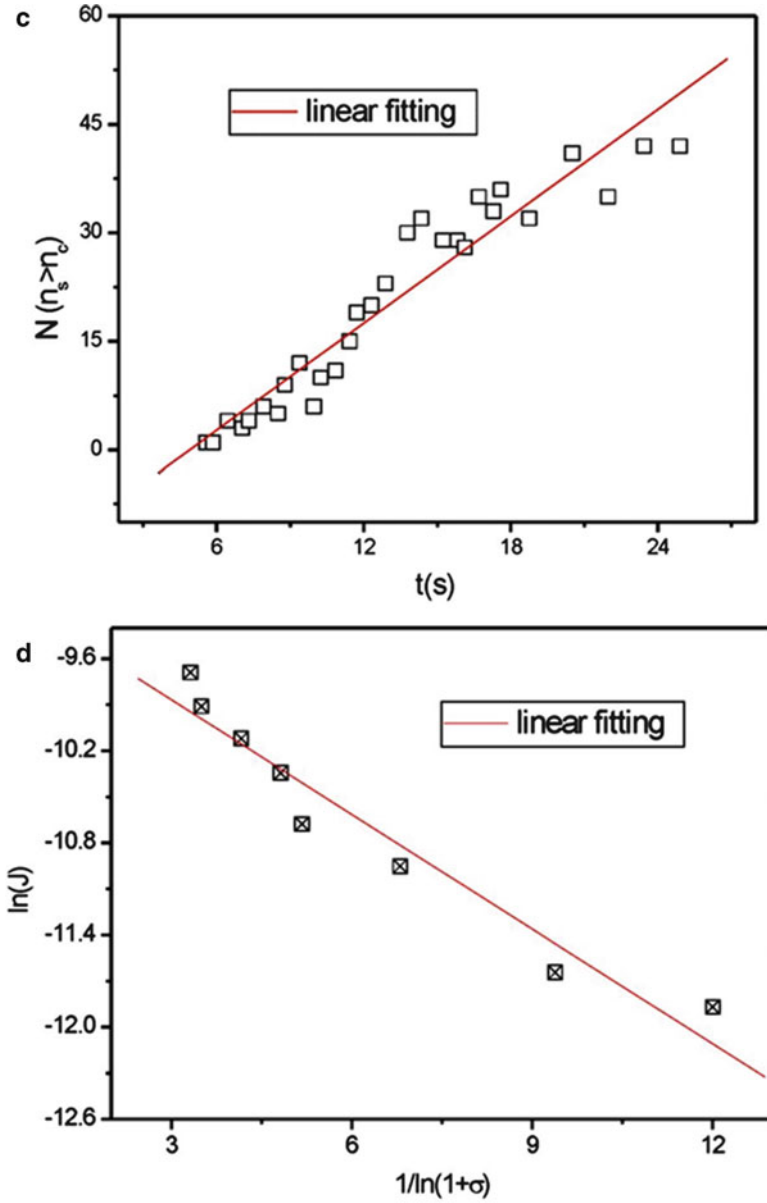 c
60
45
30
15
0
N (n_s>n_c)
linear fitting
6
12
18
24
t(s)
d
-9.6
-10.2
-10.8
-11.4
-12.0
-12.6
ln(J)
linear fitting
3
6
9
12
1/ln(1+σ)